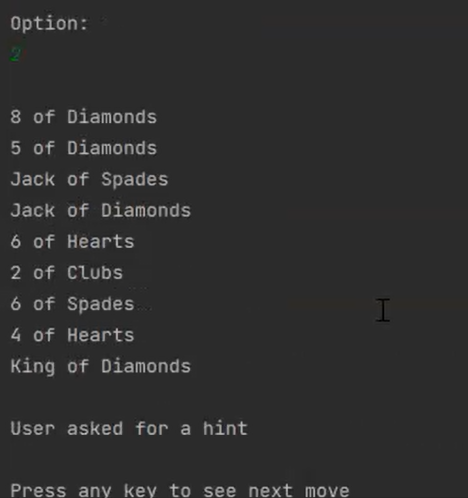 Option:
2
8 of Diamonds
5 of Diamonds
Jack of Spades
Jack of Diamonds
6 of Hearts
2 of Clubs
6 of Spades
4 of Hearts
King of Diamonds
User asked for a hint
Press any key to see next move